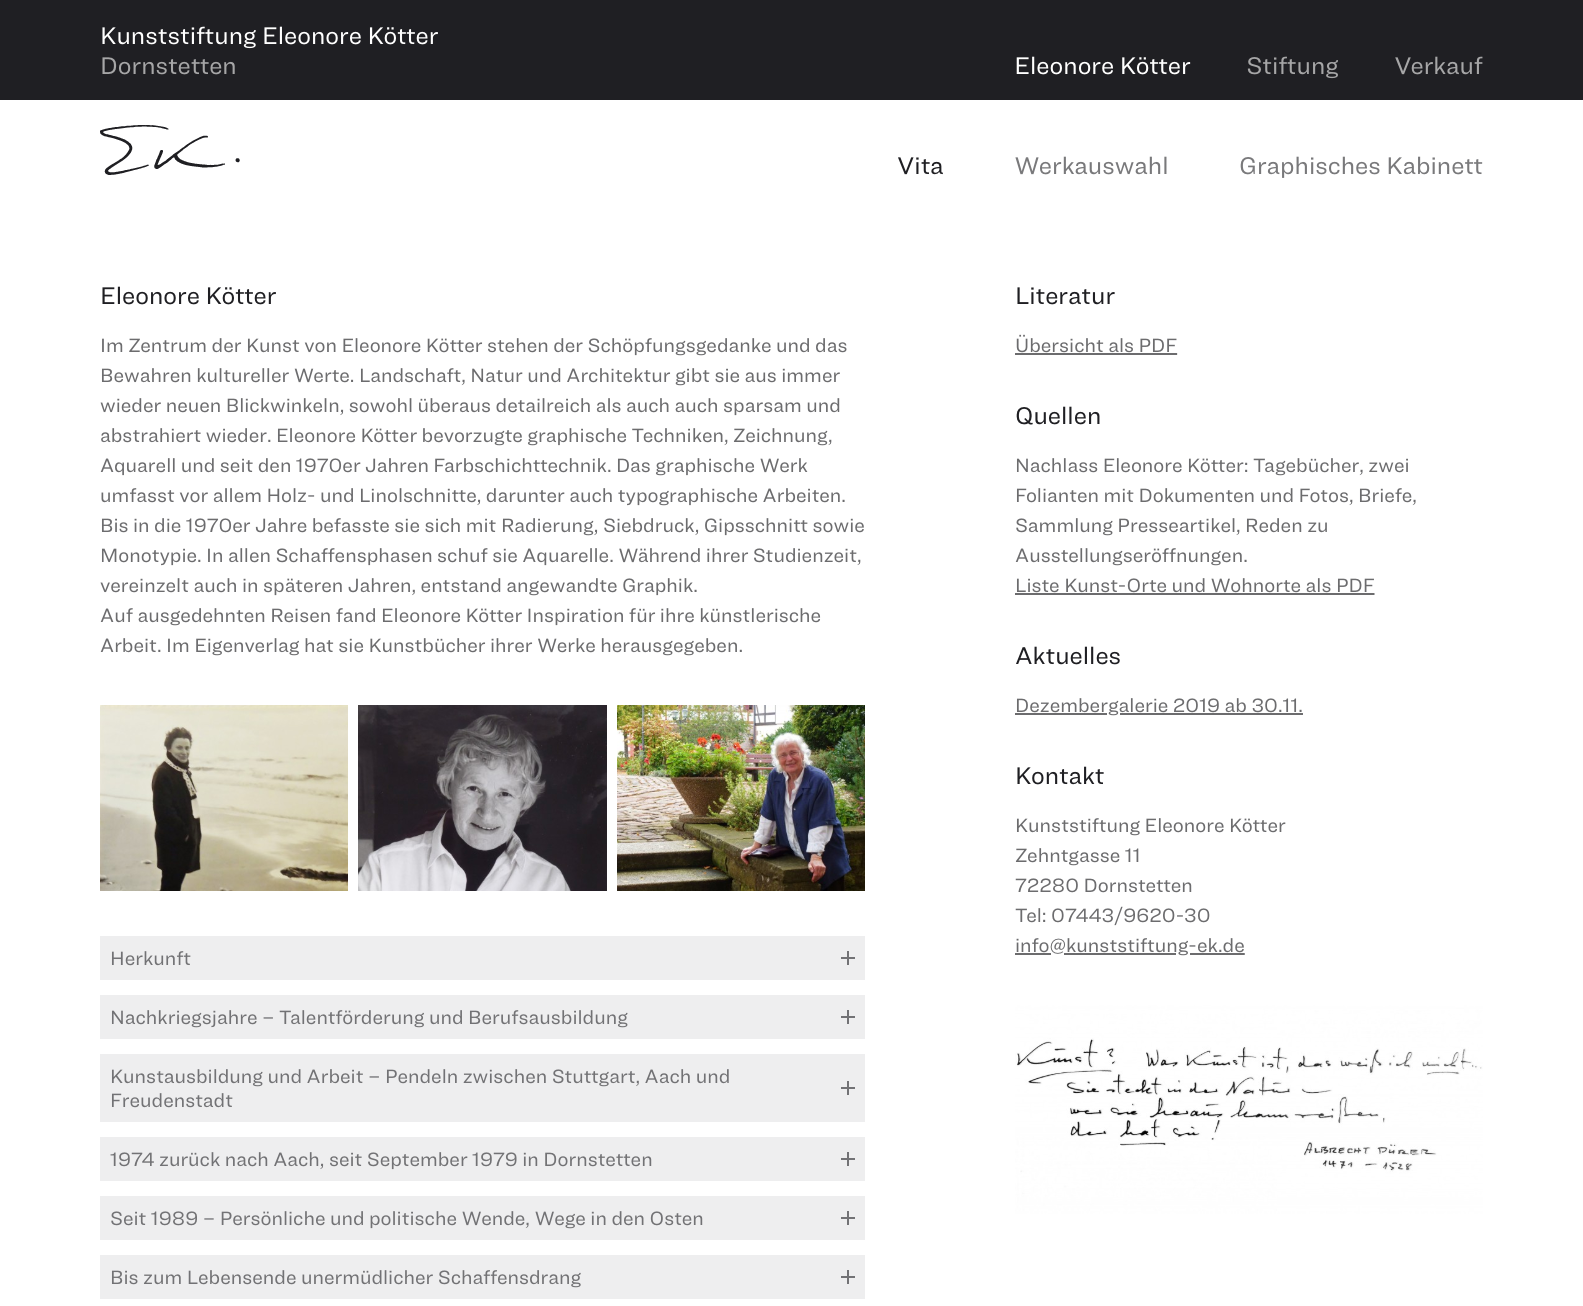 Kunststiftung Eleonore Kötter
Dornstetten
Eleonore Kötter
Stiftung
Verkauf
EK.
Vita
Werkauswahl
Graphisches Kabinett
Eleonore Kötter
Im Zentrum der Kunst von Eleonore Kötter stehen der Schöpfungsgedanke und das
Bewahren kultureller Werte. Landschaft, Natur und Architektur gibt sie aus immer
wieder neuen Blickwinkeln, sowohl überaus detailreich als auch auch sparsam und
abstrahiert wieder. Eleonore Kötter bevorzugte graphische Techniken, Zeichnung,
Aquarell und seit den 1970er Jahren Farbschichttechnik. Das graphische Werk
umfasst vor allem Holz- und Linolschnitte, darunter auch typographische Arbeiten.
Bis in die 1970er Jahre befasste sie sich mit Radierung, Siebdruck, Gipsschnitt sowie
Monotypie. In allen Schaffensphasen schuf sie Aquarelle. Während ihrer Studienzeit,
vereinzelt auch in späteren Jahren, entstand angewandte Graphik.
Auf ausgedehnten Reisen fand Eleonore Kötter Inspiration für ihre künstlerische
Arbeit. Im Eigenverlag hat sie Kunstbücher ihrer Werke herausgegeben.
Herkunft
Nachkriegsjahre – Talentförderung und Berufsausbildung
Kunstausbildung und Arbeit – Pendeln zwischen Stuttgart, Aach und
Freudenstadt
1974 zurück nach Aach, seit September 1979 in Dornstetten
Seit 1989 – Persönliche und politische Wende, Wege in den Osten
Bis zum Lebensende unermüdlicher Schaffensdrang
Literatur
Übersicht als PDF
Quellen
Nachlass Eleonore Kötter: Tagebücher, zwei
Folianten mit Dokumenten und Fotos, Briefe,
Sammlung Presseartikel, Reden zu
Ausstellungseröffnungen.
Liste Kunst-Orte und Wohnorte als PDF
Aktuelles
Dezembergalerie 2019 ab 30.11.
Kontakt
Kunststiftung Eleonore Kötter
Zehntgasse 11
72280 Dornstetten
Tel: 07443/9620-30
info@kunststiftung-ek.de
Kunst? Was Kunst ist, das weiß ich nicht...
Sie steckt in der Natur –
wer sie heraus kann reißen,
der hat sie!
ALBRECHT DÜRER
1471 – 1528